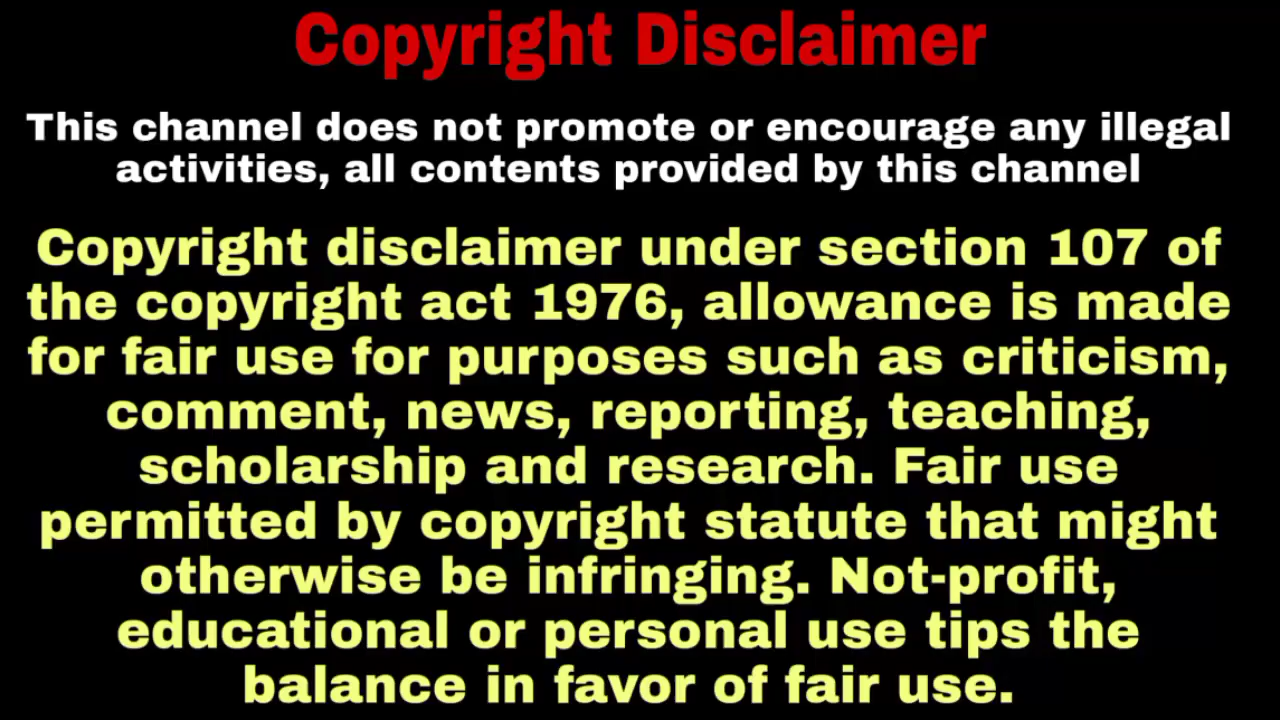 Copyright Disclaimer
This channel does not promote or encourage any illegal
activities, all contents provided by this channel
Copyright disclaimer under section 107 of
the copyright act 1976, allowance is made
for fair use for purposes such as criticism,
comment, news, reporting, teaching,
scholarship and research. Fair use
permitted by copyright statute that might
otherwise be infringing. Not-profit,
educational or personal use tips the
balance in favor of fair use.